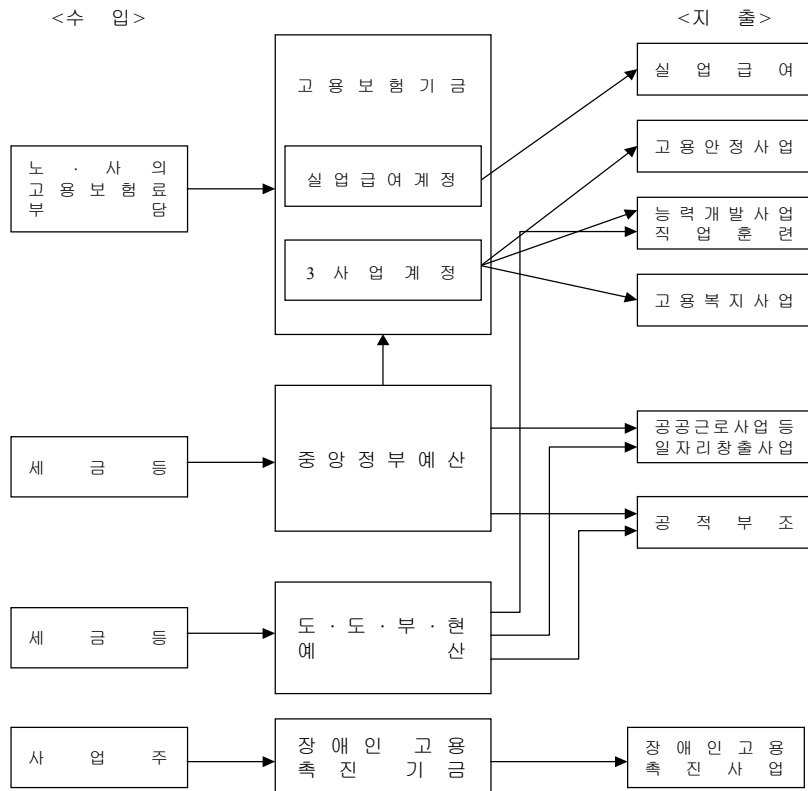 <수 입>
<지 출>
고용보험기금
실업급여
노·사의
고용보험료
부담
실업급여계정
고용안정사업
능력개발사업
직업훈련
3사업계정
고용복지사업
세금등
중앙정부예산
공공근로사업등
일자리창출사업
공적부조
세금등
도·도·부·현
예산
사업주
장애인 고용
촉진기금
장애인고용
촉진사업